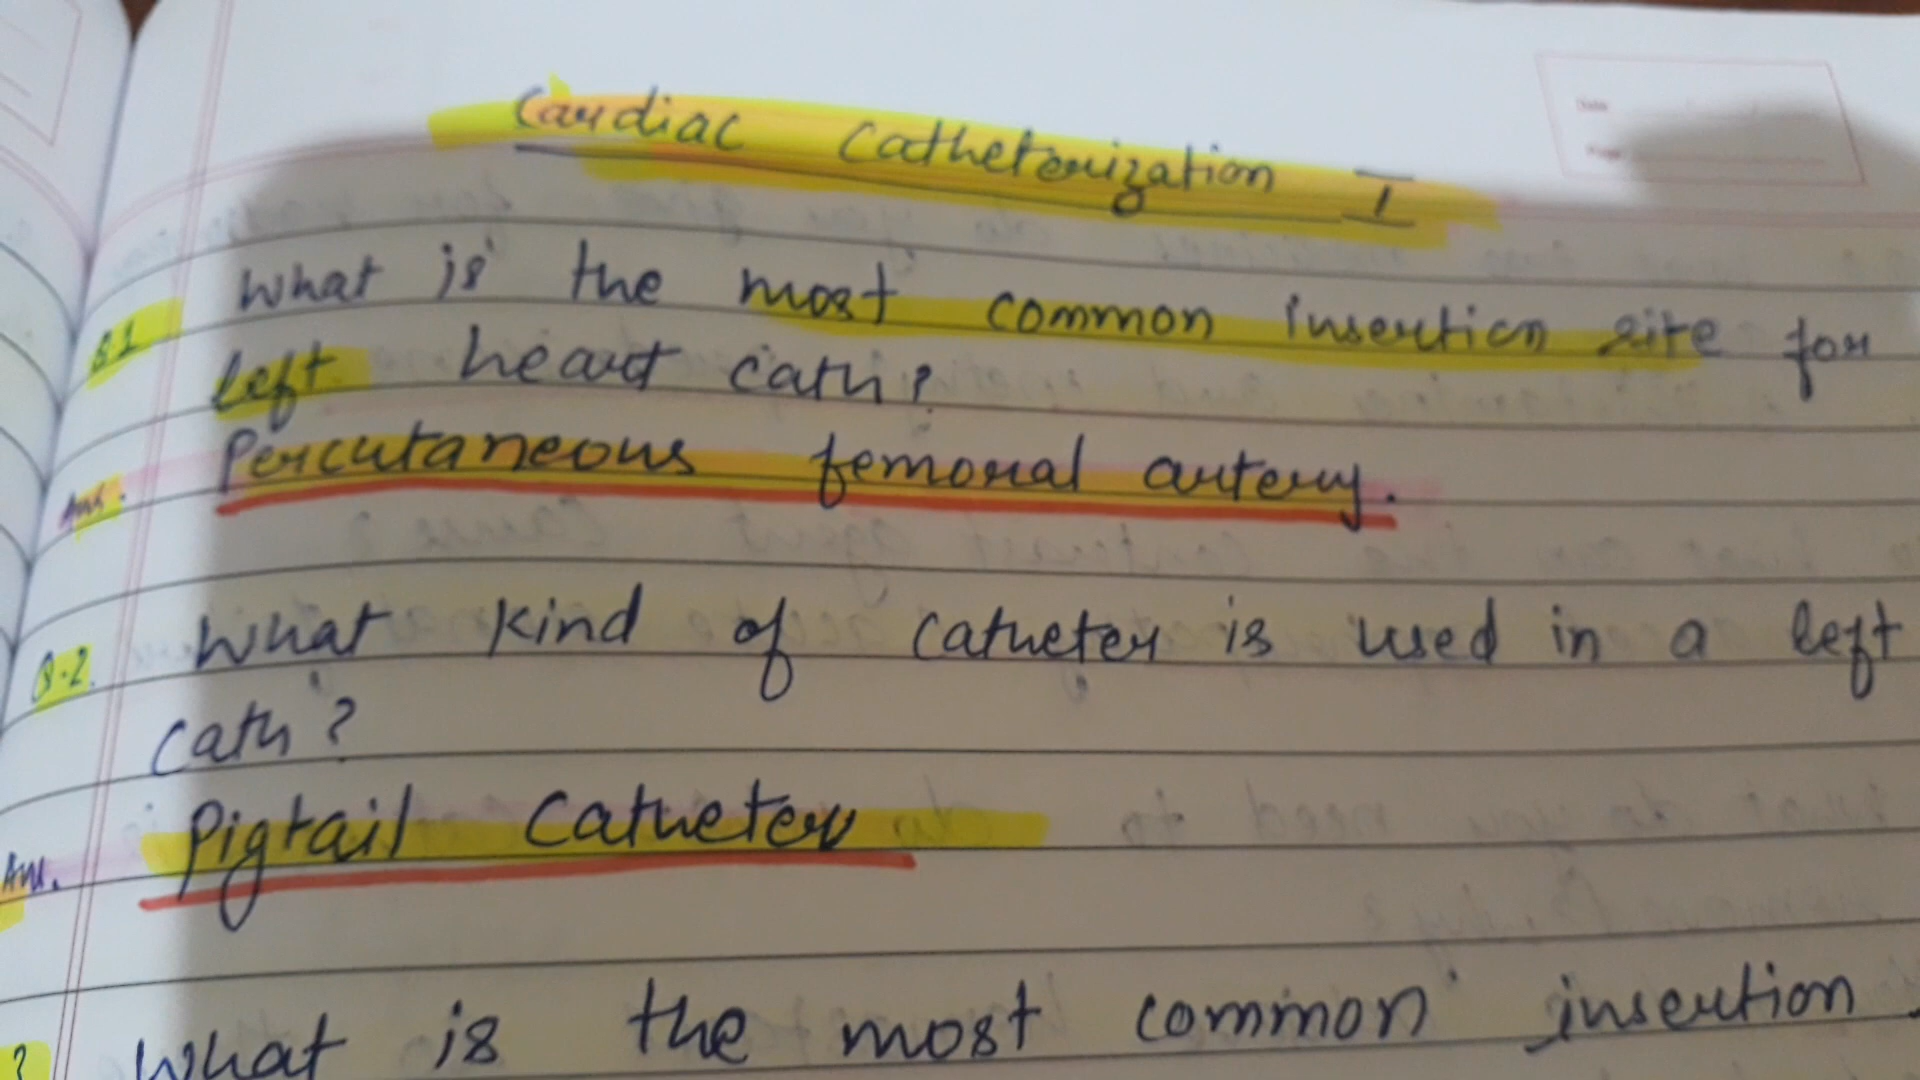 Cardiac Catheterization I
Q.1 What is the most common insertion site for
left heart cath?
Ans. Percutaneous femoral artery.
Q.2. What kind of catheter is used in a left
cath?
Ans. Pigtail Catheter
3 What is the most common insertion